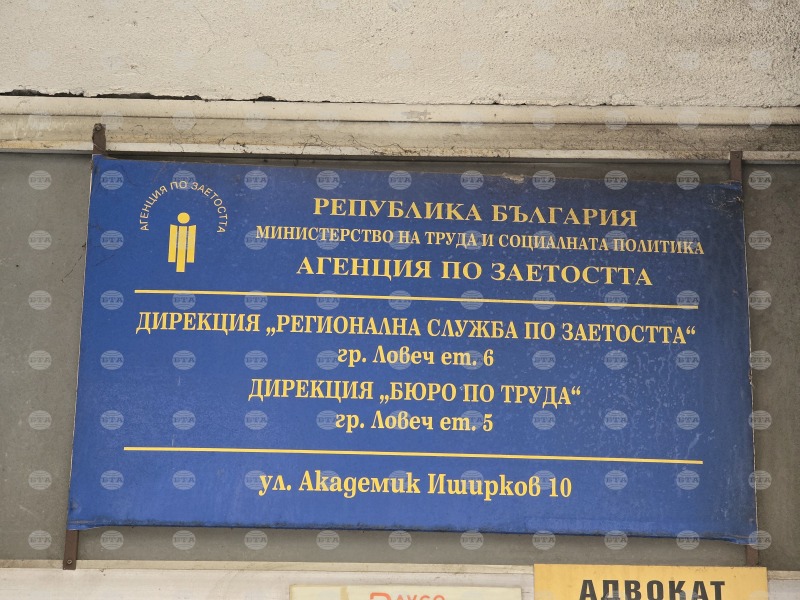 АГЕНЦИЯ ПО ЗАЕТОСТТА
РЕПУБЛИКА БЪЛГАРИЯ
МИНИСТЕРСТВО НА ТРУДА И СОЦИАЛНАТА ПОЛИТИКА
АГЕНЦИЯ ПО ЗАЕТОСТТА
ДИРЕКЦИЯ „РЕГИОНАЛНА СЛУЖБА ПО ЗАЕТОСТТА“
гр. Ловеч ет. 6
ДИРЕКЦИЯ „БЮРО ПО ТРУДА“
гр. Ловеч ет. 5
ул. Академик Иширков 10
АДВОКАТ